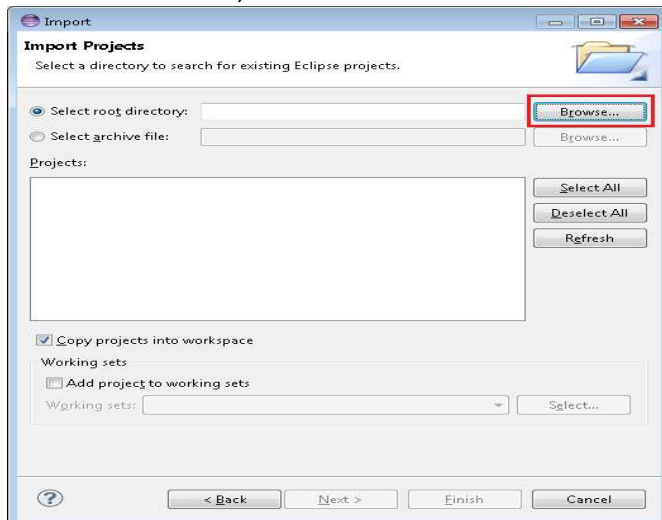 Import
Import Projects
Select a directory to search for existing Eclipse projects.
Select root directory:
Browse...
Select archive file:
Browse...
Projects:
Select All
Deselect All
Refresh
Copy projects into workspace
Working sets
Add project to working sets
Working sets:
Select...
?
< Back
Next >
Finish
Cancel